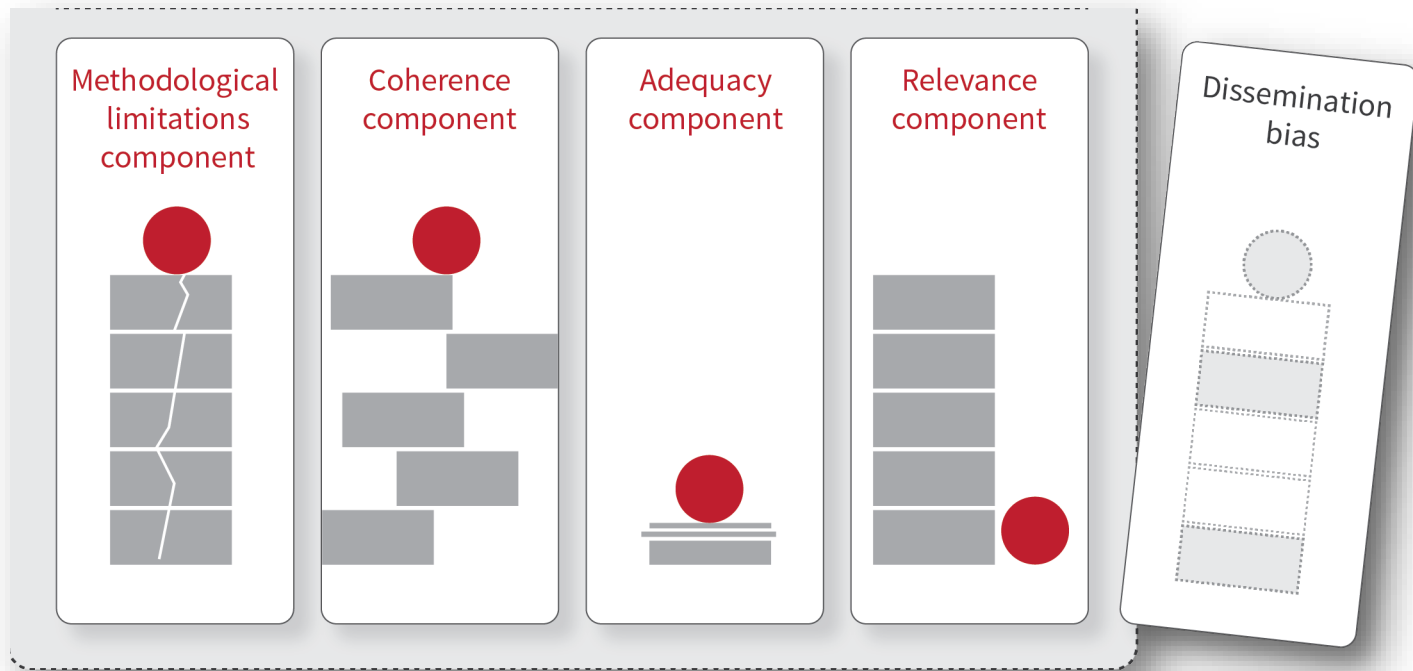 Methodological
limitations
component
Coherence
component
Adequacy
component
Relevance
component
Dissemination
bias